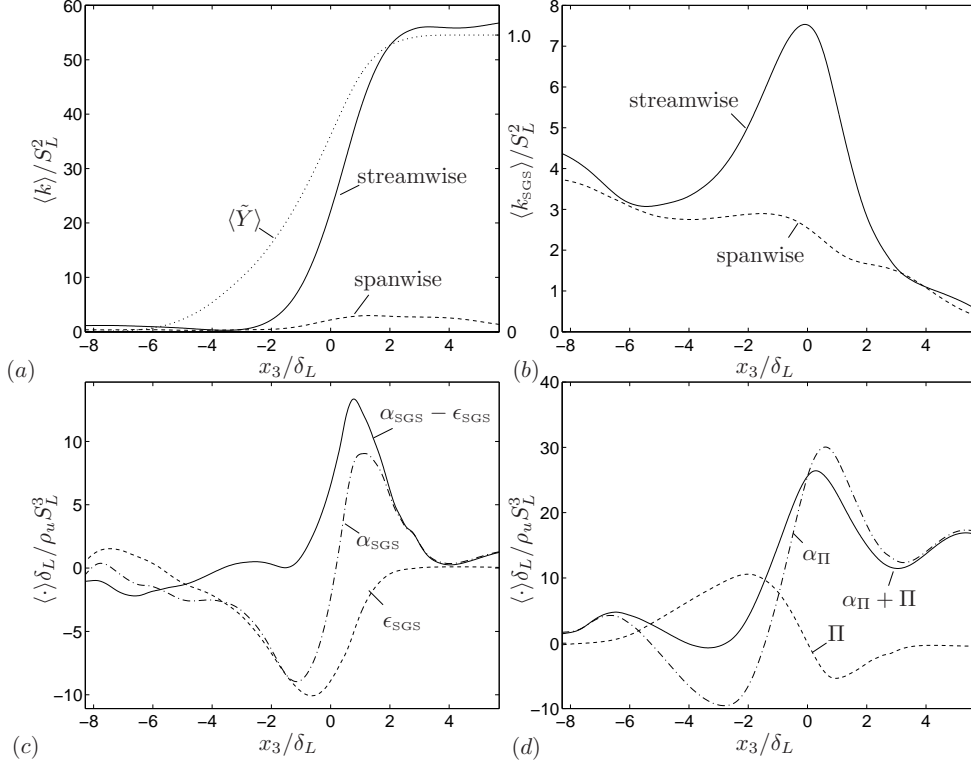 60
50
40
30
20
10
0
1.0
0
⟨k⟩/S_L^2
⟨Ỹ⟩
streamwise
spanwise
−8 −6 −4 −2 0 2 4
x_3/δ_L
(a)
8
7
6
5
4
3
2
1
0
⟨k_SGS⟩/S_L^2
streamwise
spanwise
−8 −6 −4 −2 0 2 4
x_3/δ_L
(b)
10
5
0
−5
−10
⟨·⟩δ_L/ρ_u S_L^3
α_SGS − ϵ_SGS
α_SGS
ϵ_SGS
−8 −6 −4 −2 0 2 4
x_3/δ_L
(c)
40
30
20
10
0
−10
⟨·⟩δ_L/ρ_u S_L^3
α_Π
α_Π + Π
Π
−8 −6 −4 −2 0 2 4
x_3/δ_L
(d)